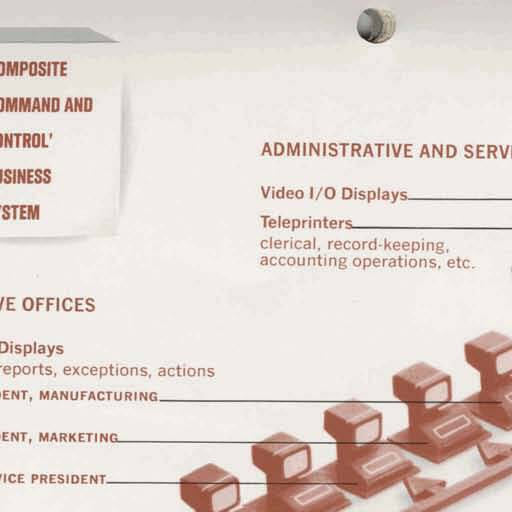 OMPOSITE
OMMAND AND
ONTROL'
USINESS
YSTEM
ADMINISTRATIVE AND SERVI
Video I/O Displays
Teleprinters
clerical, record-keeping,
accounting operations, etc.
VE OFFICES
Displays
reports, exceptions, actions
DENT, MANUFACTURING
DENT, MARKETING
VICE PRESIDENT